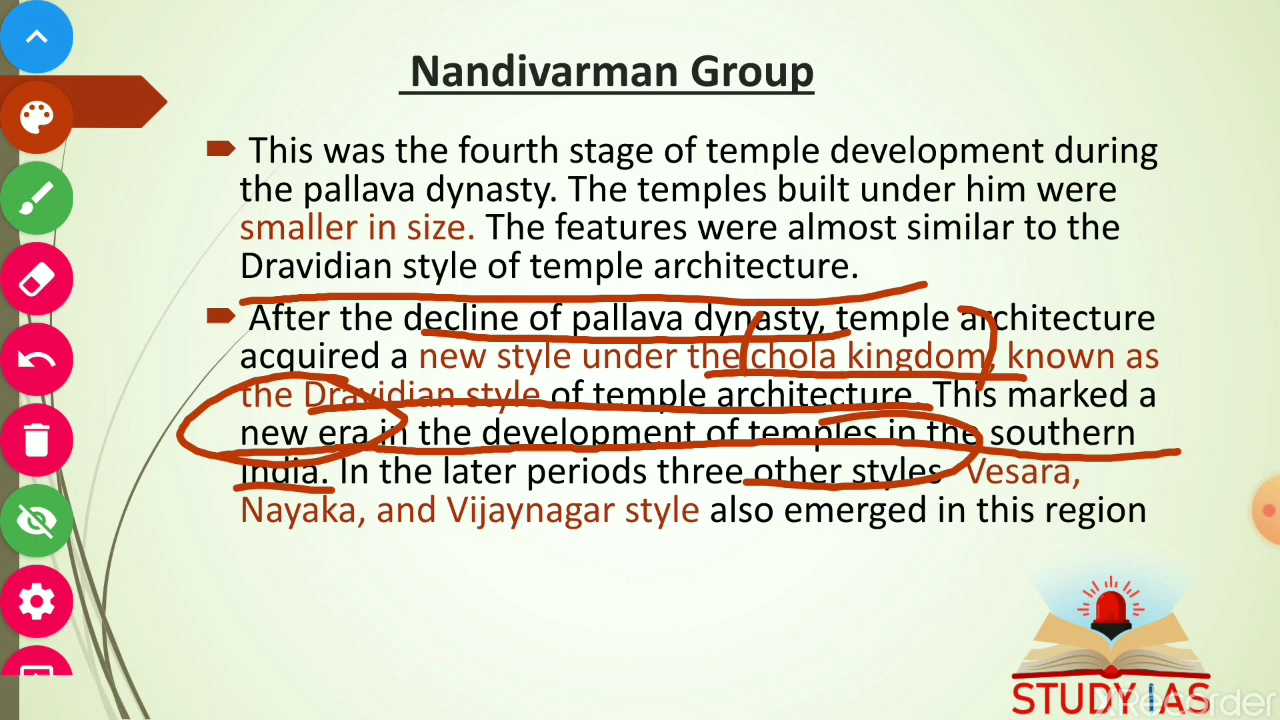 Nandivarman Group
This was the fourth stage of temple development during
the pallava dynasty. The temples built under him were
smaller in size. The features were almost similar to the
Dravidian style of temple architecture.
After the decline of pallava dynasty, temple architecture
acquired a new style under the chola kingdom, known as
the Dravidian style of temple architecture. This marked a
new era in the development of temples in the southern
India. In the later periods three other styles Vesara,
Nayaka, and Vijaynagar style also emerged in this region
STUDY IAS
XRecorder